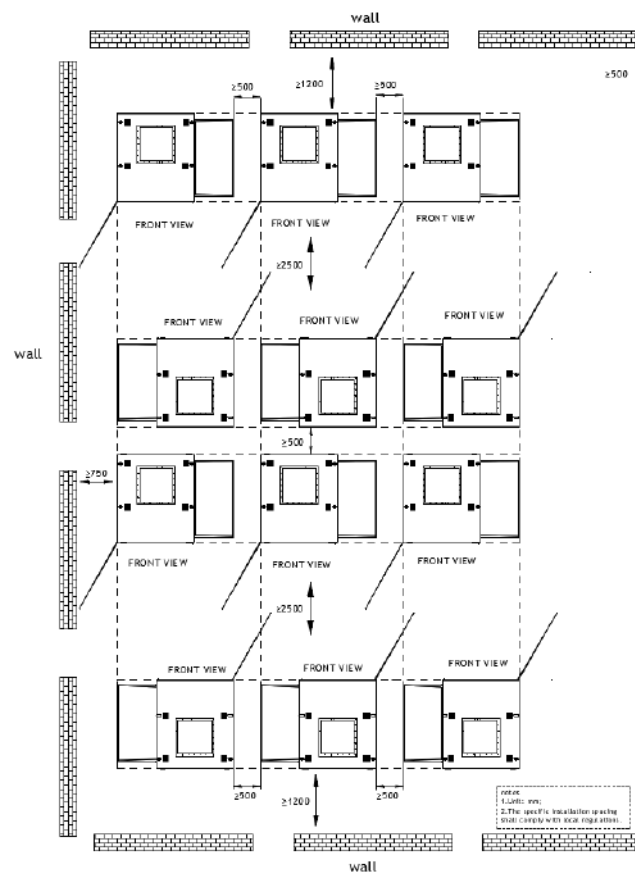 wall
≥500
≥500
≥1200
≥500
FRONT VIEW
FRONT VIEW
FRONT VIEW
≥2500
FRONT VIEW
FRONT VIEW
FRONT VIEW
wall
≥500
≥750
FRONT VIEW
FRONT VIEW
FRONT VIEW
≥2500
FRONT VIEW
FRONT VIEW
FRONT VIEW
≥500
≥1200
≥500
notes
1.Unit: mm;
2.The specific installation spacing
shall comply with local regulations.
wall